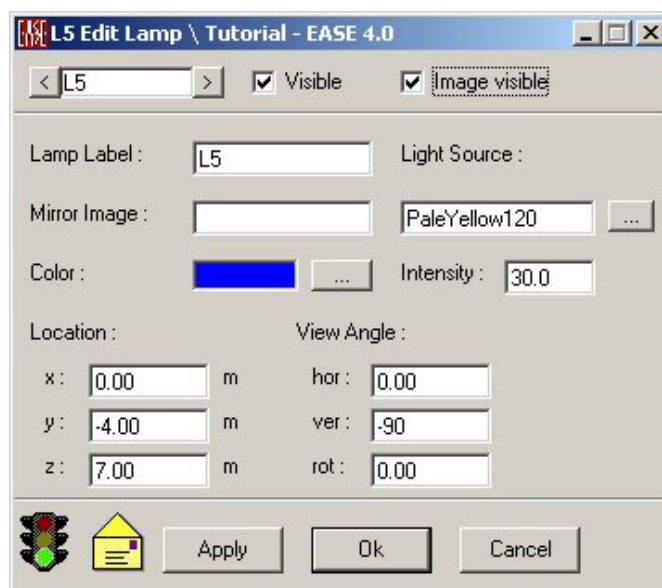 EASE L5 Edit Lamp \ Tutorial - EASE 4.0
< L5 > Visible Image visible
Lamp Label : L5 Light Source :
Mirror Image : PaleYellow120 ...
Color : ... Intensity : 30.0
Location : View Angle :
x : 0.00 m hor : 0.00
y : -4.00 m ver : -90
z : 7.00 m rot : 0.00
Apply Ok Cancel